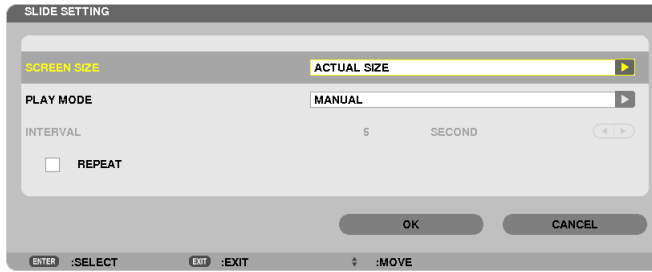 SLIDE SETTING
SCREEN SIZE ACTUAL SIZE
PLAY MODE MANUAL
INTERVAL 5 SECOND
REPEAT
OK CANCEL
ENTER :SELECT EXIT :EXIT :MOVE